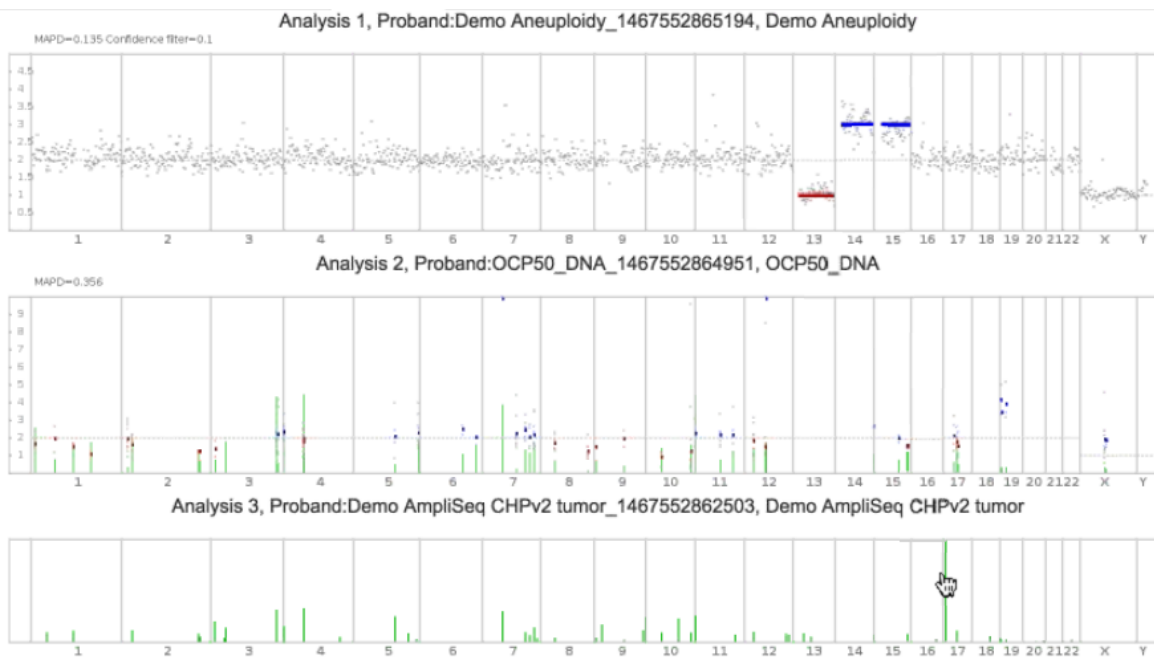 Analysis 1, Proband:Demo Aneuploidy_1467552865194, Demo Aneuploidy
MAPD=0.135 Confidence filter=0.1
4.5
4
3.5
3
2.5
2
1.5
1
0.5
1 2 3 4 5 6 7 8 9 10 11 12 13 14 15 16 17 18 19 20 21 22 X Y
Analysis 2, Proband:OCP50_DNA_1467552864951, OCP50_DNA
MAPD=0.356
9
8
7
6
5
4
3
2
1
1 2 3 4 5 6 7 8 9 10 11 12 13 14 15 16 17 18 19 20 21 22 X Y
Analysis 3, Proband:Demo AmpliSeq CHPv2 tumor_1467552862503, Demo AmpliSeq CHPv2 tumor
1 2 3 4 5 6 7 8 9 10 11 12 13 14 15 16 17 18 19 20 21 22 X Y